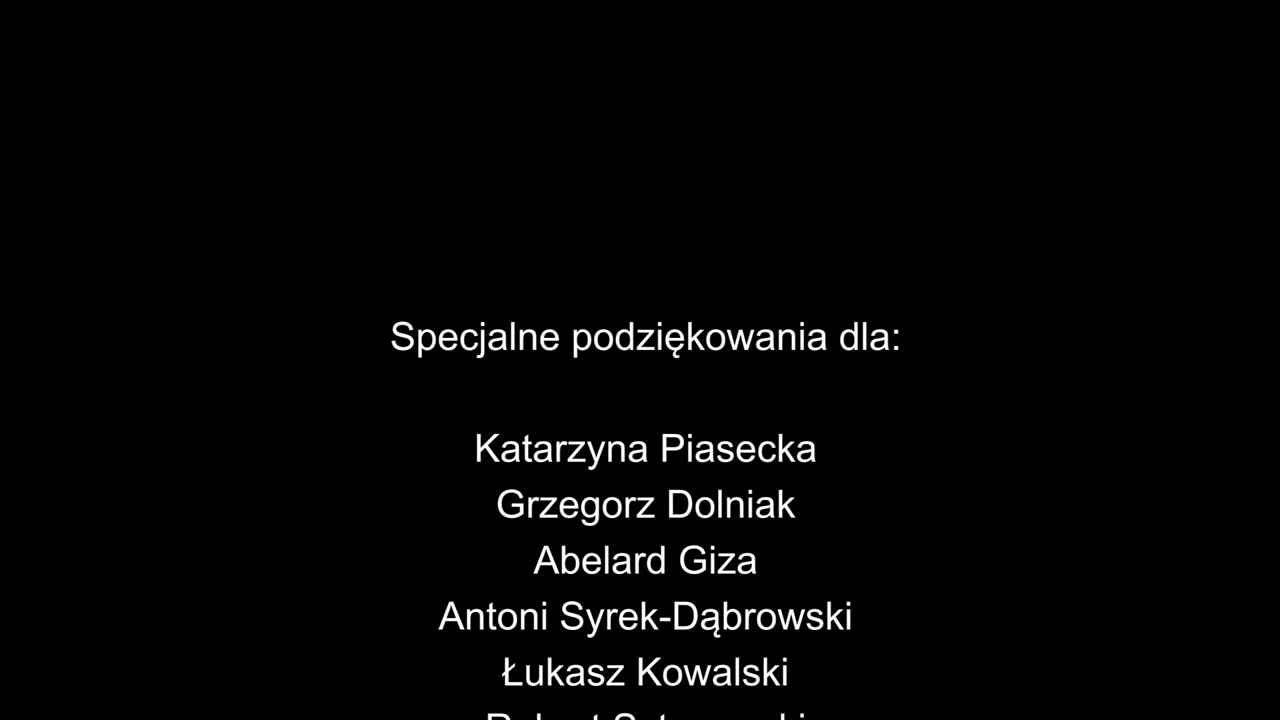 Specjalne podziękowania dla:
Katarzyna Piasecka
Grzegorz Dolniak
Abelard Giza
Antoni Syrek-Dąbrowski
Łukasz Kowalski